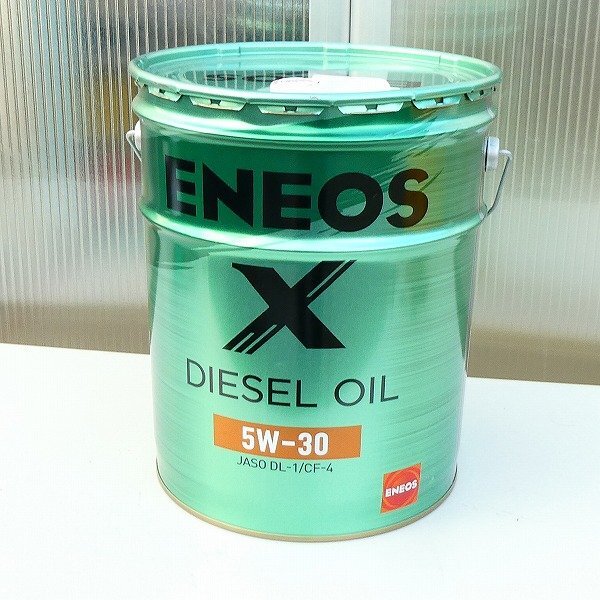 ENEOS
X
DIESEL OIL
5W-30
JASO DL-1/CF-4
ENEOS